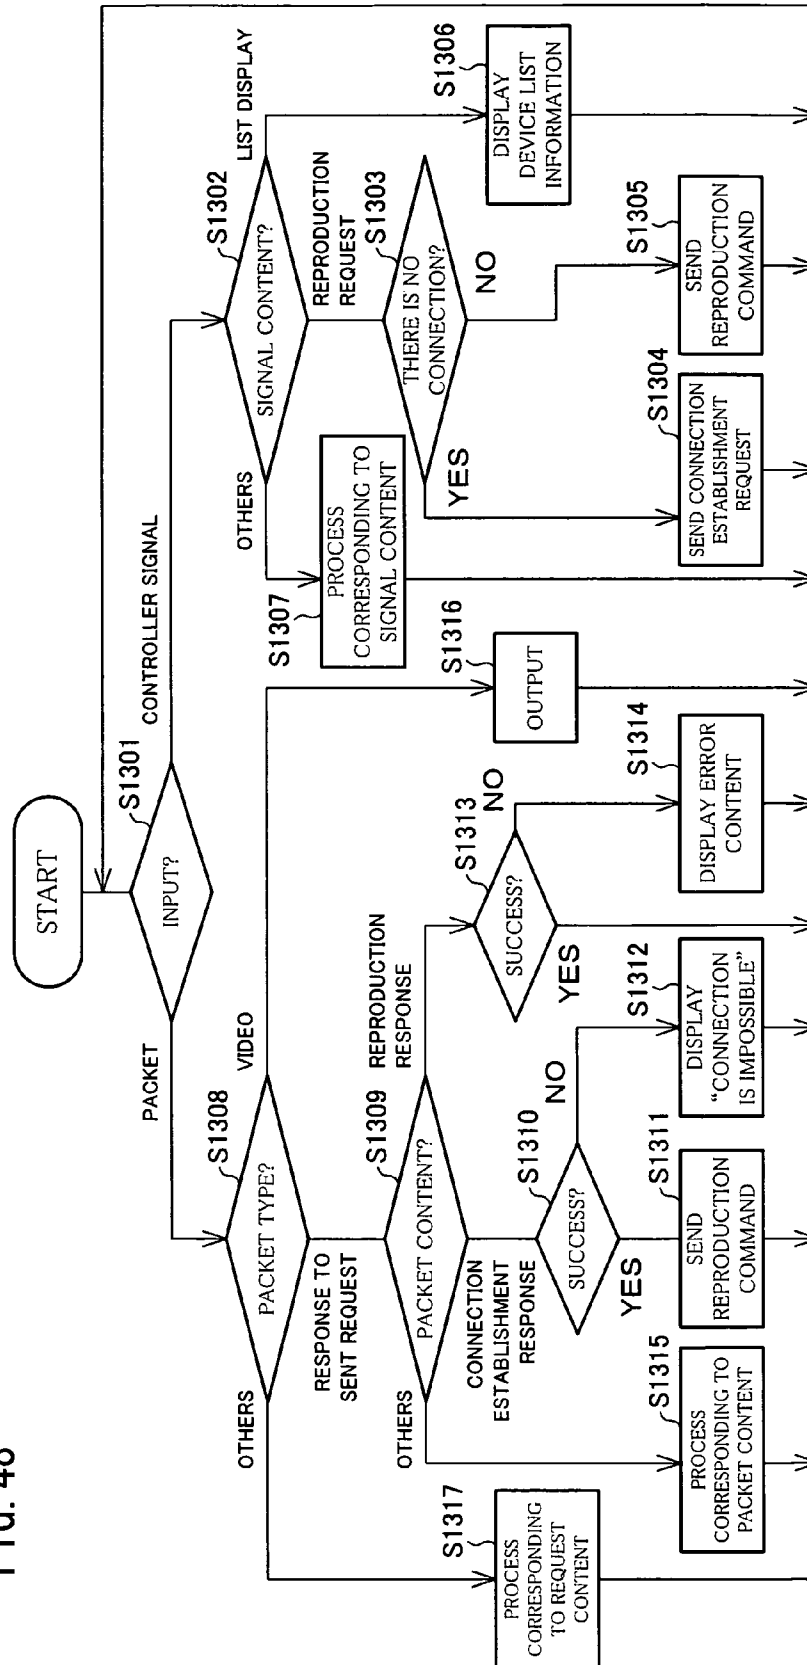 Fig. 48
START
S1301
INPUT?
PACKET
CONTROLLER SIGNAL
S1308
PACKET TYPE?
OTHERS
VIDEO
RESPONSE TO
SENT REQUEST
S1302
SIGNAL CONTENT?
OTHERS
LIST DISPLAY
REPRODUCTION
REQUEST
S1307
PROCESS
CORRESPONDING TO
SIGNAL CONTENT
S1303
THERE IS NO
CONNECTION?
YES
NO
S1306
DISPLAY
DEVICE LIST
INFORMATION
S1309
PACKET CONTENT?
OTHERS
REPRODUCTION
RESPONSE
CONNECTION
ESTABLISHMENT
RESPONSE
S1317
PROCESS
CORRESPONDING
TO REQUEST
CONTENT
S1310
SUCCESS?
YES
NO
S1313
SUCCESS?
YES
NO
S1316
OUTPUT
S1315
PROCESS
CORRESPONDING TO
PACKET CONTENT
S1311
SEND
REPRODUCTION
COMMAND
S1312
DISPLAY
“CONNECTION
IS IMPOSSIBLE”
S1314
DISPLAY ERROR
CONTENT
S1304
SEND CONNECTION
ESTABLISHMENT
REQUEST
S1305
SEND
REPRODUCTION
COMMAND